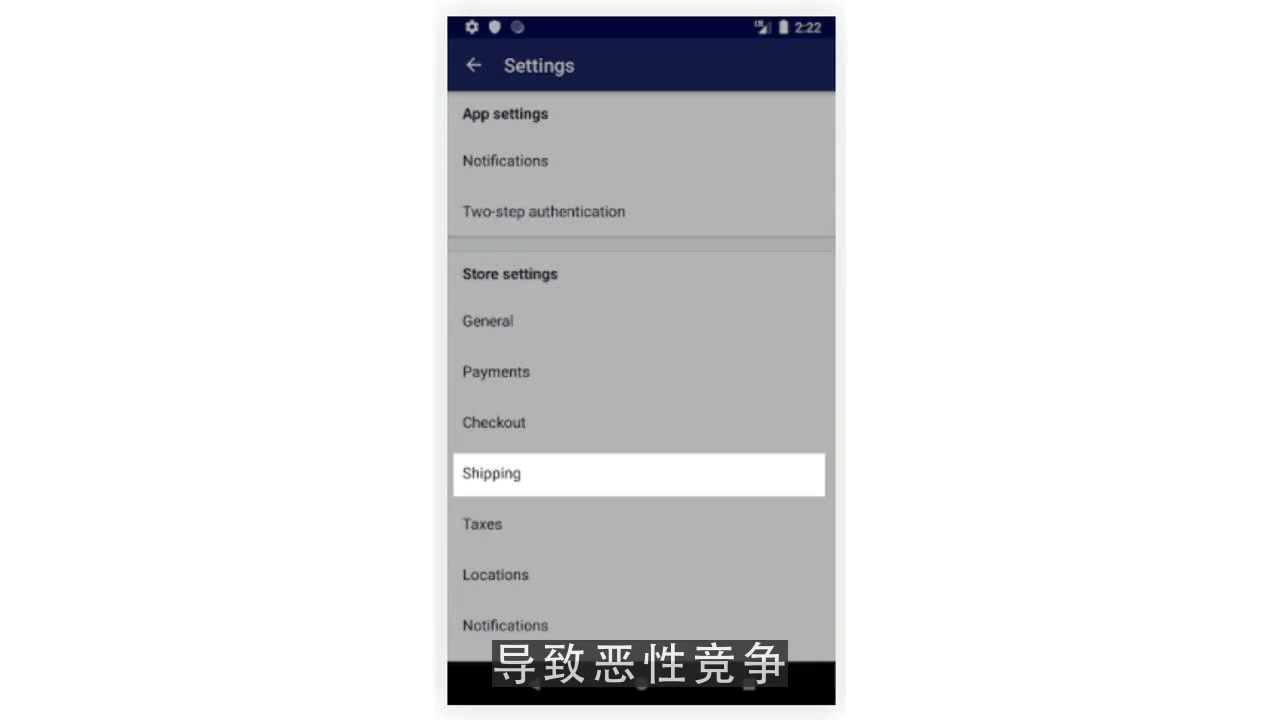 2:22
Settings
App settings
Notifications
Two-step authentication
Store settings
General
Payments
Checkout
Shipping
Taxes
Locations
Notifications
导致恶性竞争